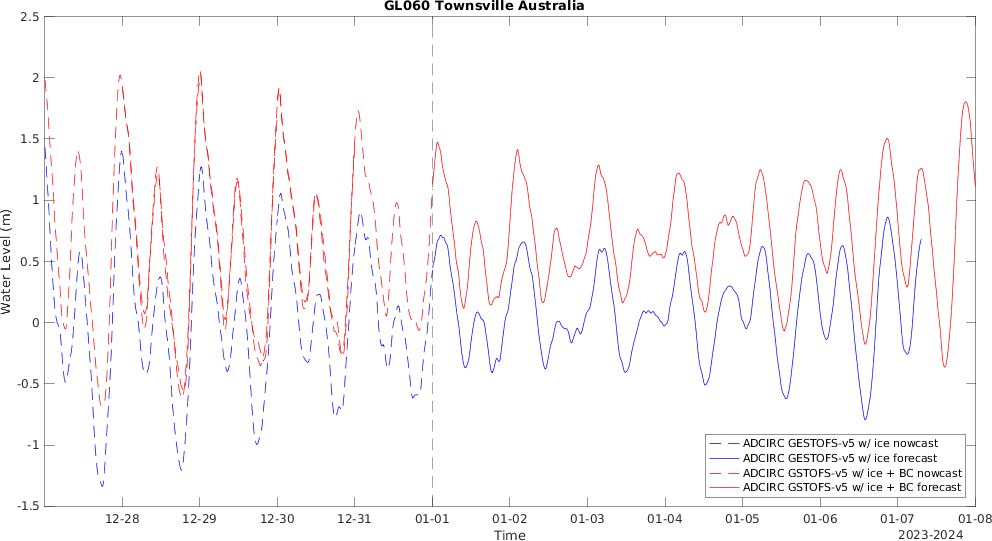 GL060 Townsville Australia
2.5
2
1.5
1
0.5
0
-0.5
-1
-1.5
Water Level (m)
ADCIRC GESTOFS-v5 w/ ice nowcast
ADCIRC GESTOFS-v5 w/ ice forecast
ADCIRC GSTOFS-v5 w/ ice + BC nowcast
ADCIRC GSTOFS-v5 w/ ice + BC forecast
12-28 12-29 12-30 12-31 01-01 01-02 01-03 01-04 01-05 01-06 01-07 01-08
Time
2023-2024